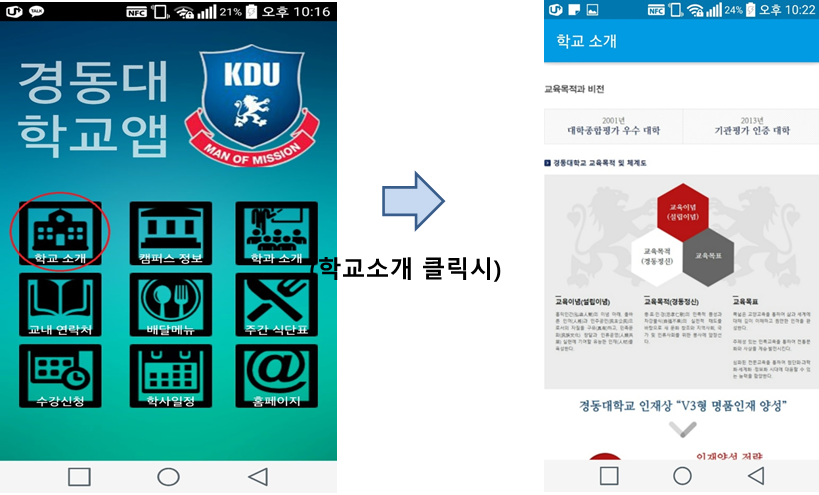 NFC 21% 오후 10:16
경동대
학교앱
KDU
MAN OF MISSION
학교 소개
캠퍼스 정보
학과 소개
교내 연락처
배달메뉴
주간 식단표
수강신청
학사일정
홈페이지
(학교소개 클릭시)
NFC 24% 오후 10:22
학교 소개
교육목적과 비전
2001년
대학종합평가 우수 대학
2013년
기관평가 인증 대학
경동대학교 교육목적 및 체계도
교육이념
(설립이념)
교육목적
(경동정신)
교육목표
교육이념(설립이념)
교육목적(경동정신)
교육목표
경동대학교 인재상 “V3형 명품인재 양성”
인재양성 전략